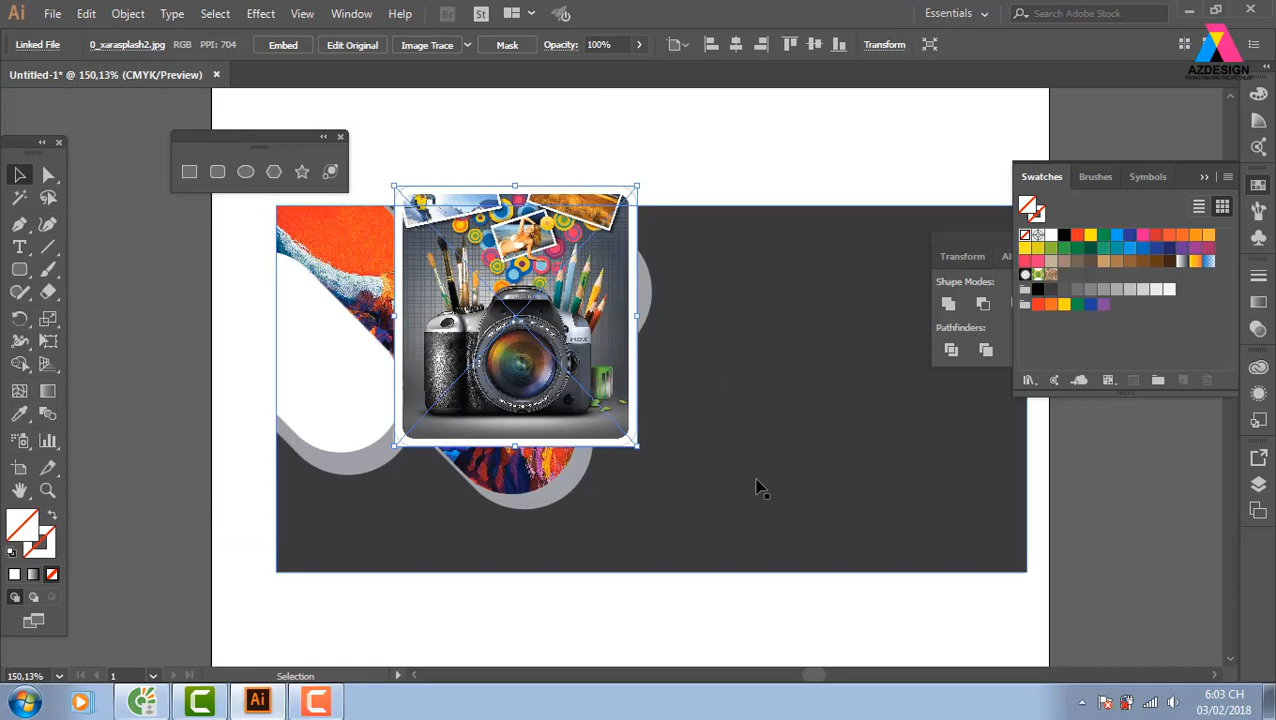 Ai File Edit Object Type Select Effect View Window Help Br St Essentials Search Adobe Stock
Linked File 0_xarasplash2.jpg RGB PPI: 704 Embed Edit Original Image Trace Mask Opacity: 100% Transform
AZDESIGN
Untitled-1* @ 150,13% (CMYK/Preview)
Swatches Brushes Symbols
Transform
Shape Modes:
Pathfinders:
T
150,13% 1 Selection
Ai
6:03 CH
03/02/2018